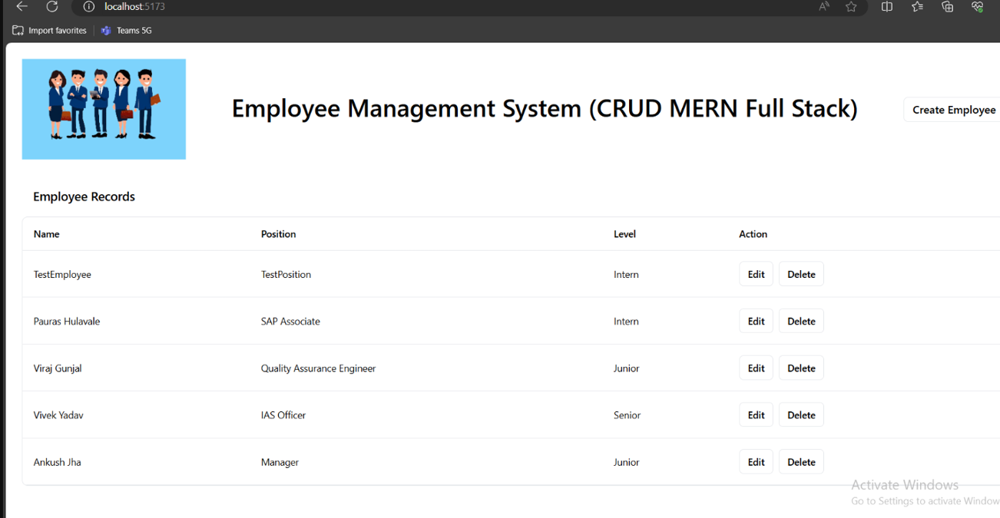 localhost:5173
Import favorites Teams 5G
Employee Management System (CRUD MERN Full Stack)
Create Employee
Employee Records
Name Position Level Action
TestEmployee TestPosition Intern Edit Delete
Pauras Hulavale SAP Associate Intern Edit Delete
Viraj Gunjal Quality Assurance Engineer Junior Edit Delete
Vivek Yadav IAS Officer Senior Edit Delete
Ankush Jha Manager Junior Edit Delete
Activate Windows
Go to Settings to activate Window